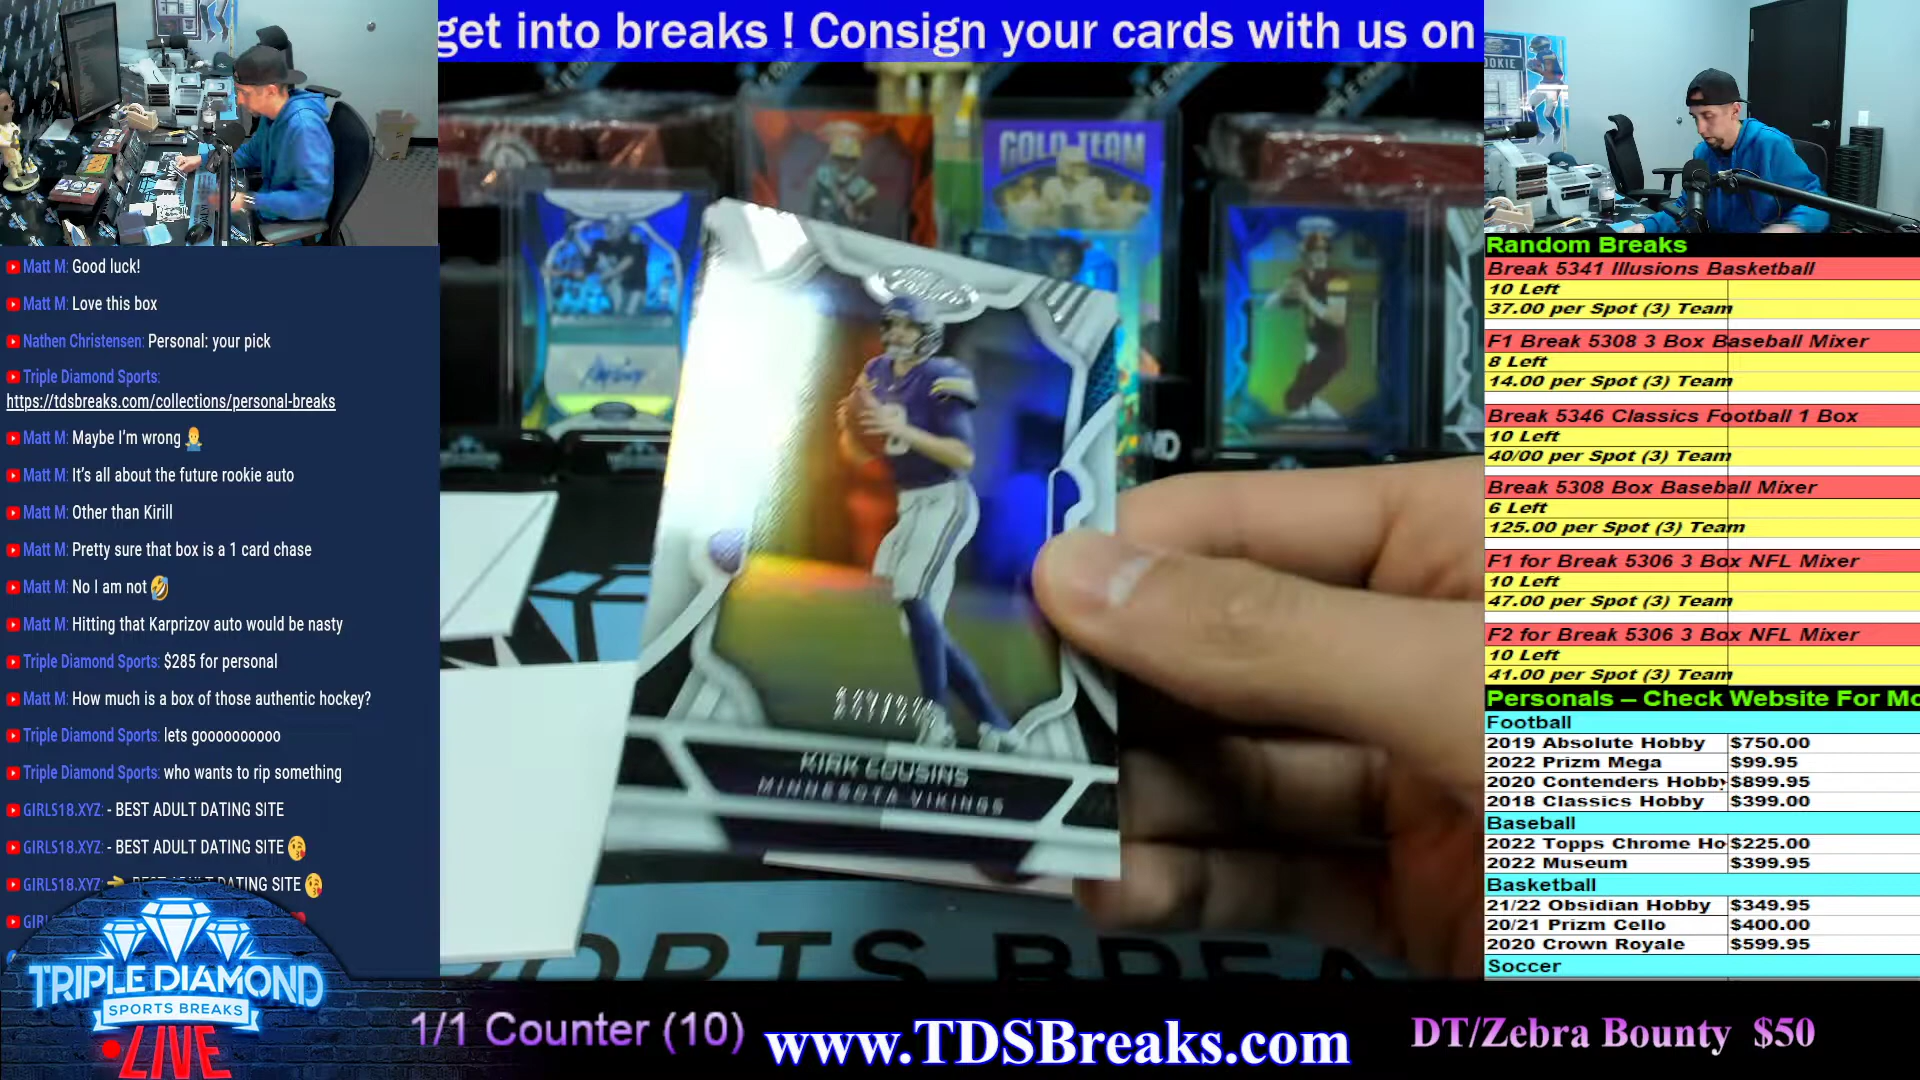 get into breaks ! Consign your cards with us on
Matt M: Good luck!
Matt M: Love this box
Nathen Christensen: Personal: your pick
Triple Diamond Sports:
https://tdsbreaks.com/collections/personal-breaks
Matt M: Maybe I'm wrong 🤷
Matt M: It's all about the future rookie auto
Matt M: Other than Kirill
Matt M: Pretty sure that box is a 1 card chase
Matt M: No I am not 🤣
Matt M: Hitting that Karprizov auto would be nasty
Triple Diamond Sports: $285 for personal
Matt M: How much is a box of those authentic hockey?
Triple Diamond Sports: lets goooooooooo
Triple Diamond Sports: who wants to rip something
GIRLS18.XYZ: - BEST ADULT DATING SITE
GIRLS18.XYZ: - BEST ADULT DATING SITE 😘
GIRLS18.XYZ: 👉 BEST ADULT DATING SITE 😘
TRIPLE DIAMOND
SPORTS BREAKS
LIVE
GOLD TEAM
KIRK COUSINS
MINNESOTA VIKINGS
PORTS BREA
Random Breaks
Break 5341 Illusions Basketball
10 Left
37.00 per Spot (3) Team
F1 Break 5308 3 Box Baseball Mixer
8 Left
14.00 per Spot (3) Team
Break 5346 Classics Football 1 Box
10 Left
40/00 per Spot (3) Team
Break 5308 Box Baseball Mixer
6 Left
125.00 per Spot (3) Team
F1 for Break 5306 3 Box NFL Mixer
10 Left
47.00 per Spot (3) Team
F2 for Break 5306 3 Box NFL Mixer
10 Left
41.00 per Spot (3) Team
Personals – Check Website For Mo
Football
2019 Absolute Hobby $750.00
2022 Prizm Mega $99.95
2020 Contenders Hobby $899.95
2018 Classics Hobby $399.00
Baseball
2022 Topps Chrome Ho $225.00
2022 Museum $399.95
Basketball
21/22 Obsidian Hobby $349.95
20/21 Prizm Cello $400.00
2020 Crown Royale $599.95
Soccer
1/1 Counter (10)
www.TDSBreaks.com
DT/Zebra Bounty $50